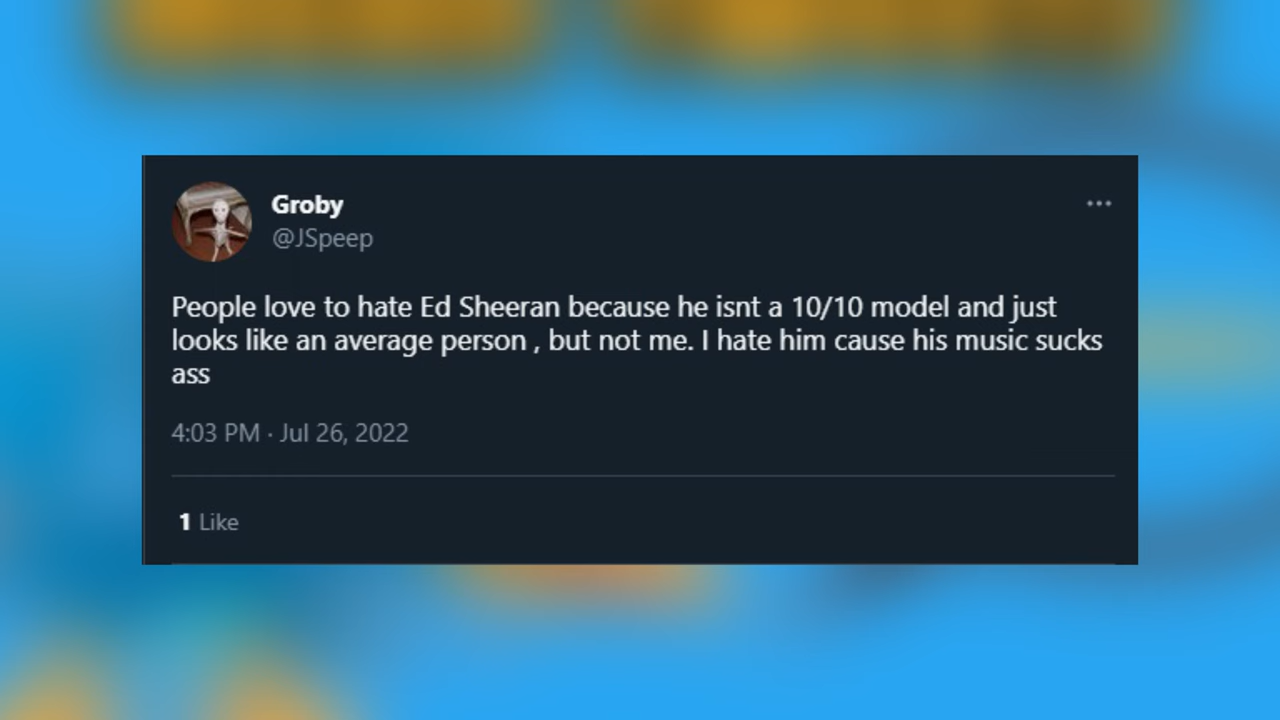 Groby
@JSpeep
People love to hate Ed Sheeran because he isnt a 10/10 model and just
looks like an average person , but not me. I hate him cause his music sucks
ass
4:03 PM · Jul 26, 2022
1 Like